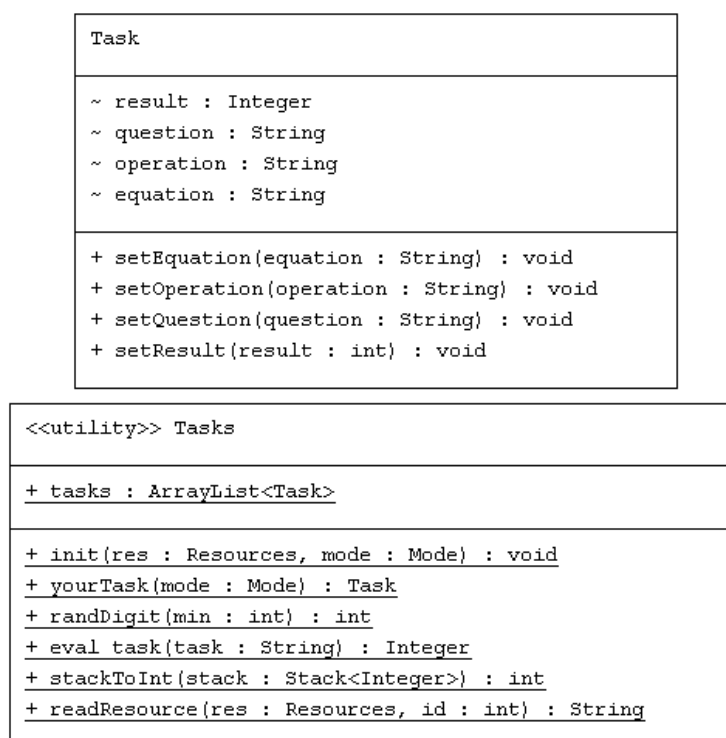 Task
~ result : Integer
~ question : String
~ operation : String
~ equation : String
+ setEquation(equation : String) : void
+ setOperation(operation : String) : void
+ setQuestion(question : String) : void
+ setResult(result : int) : void
<<utility>> Tasks
+ tasks : ArrayList<Task>
+ init(res : Resources, mode : Mode) : void
+ yourTask(mode : Mode) : Task
+ randDigit(min : int) : int
+ eval_task(task : String) : Integer
+ stackToInt(stack : Stack<Integer>) : int
+ readResource(res : Resources, id : int) : String